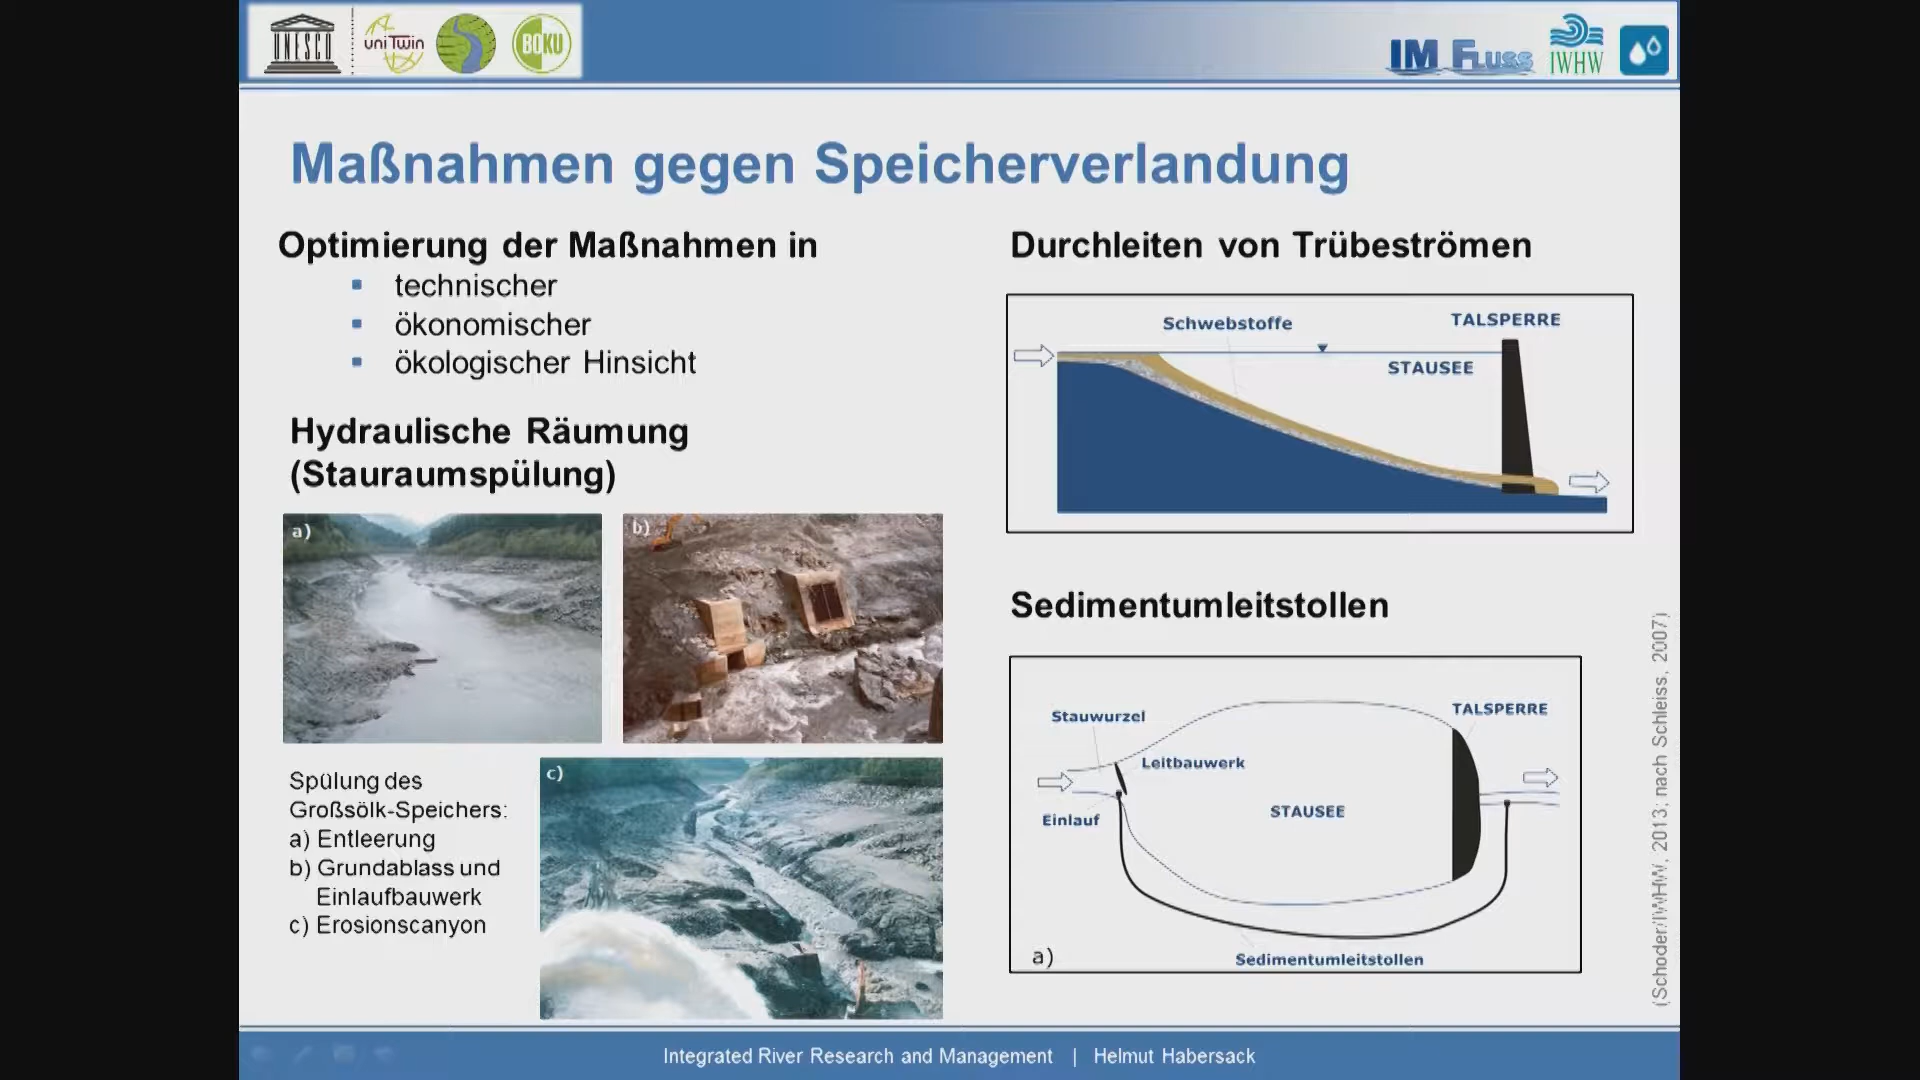 UNESCO
uniTwin
BOKU
IM FLUSS
IWHW
Maßnahmen gegen Speicherverlandung
Optimierung der Maßnahmen in
technischer
ökonomischer
ökologischer Hinsicht
Hydraulische Räumung
(Stauraumspülung)
a)
b)
Spülung des
Großsölk-Speichers:
a) Entleerung
b) Grundablass und
Einlaufbauwerk
c) Erosionscanyon
c)
Durchleiten von Trübeströmen
Schwebstoffe
TALSPERRE
STAUSEE
Sedimentumleitstollen
Stauwurzel
TALSPERRE
Leitbauwerk
Einlauf
STAUSEE
a)
Sedimentumleitstollen
(Schoder/IWHW, 2013; nach Schleiss, 2007)
Integrated River Research and Management | Helmut Habersack